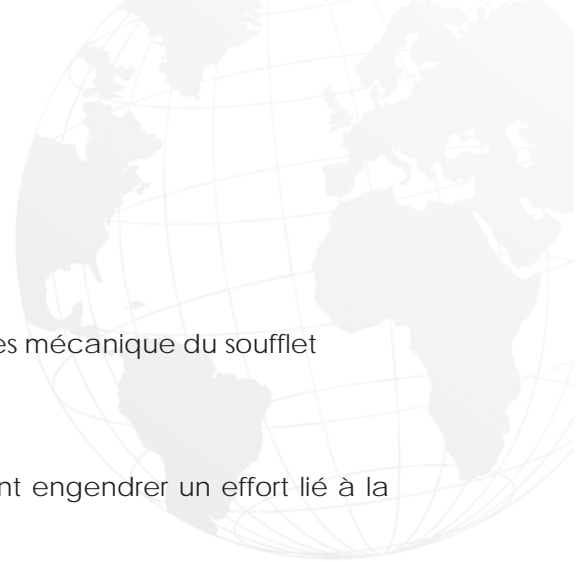 es mécanique du soufflet
nt engendrer un effort lié à la